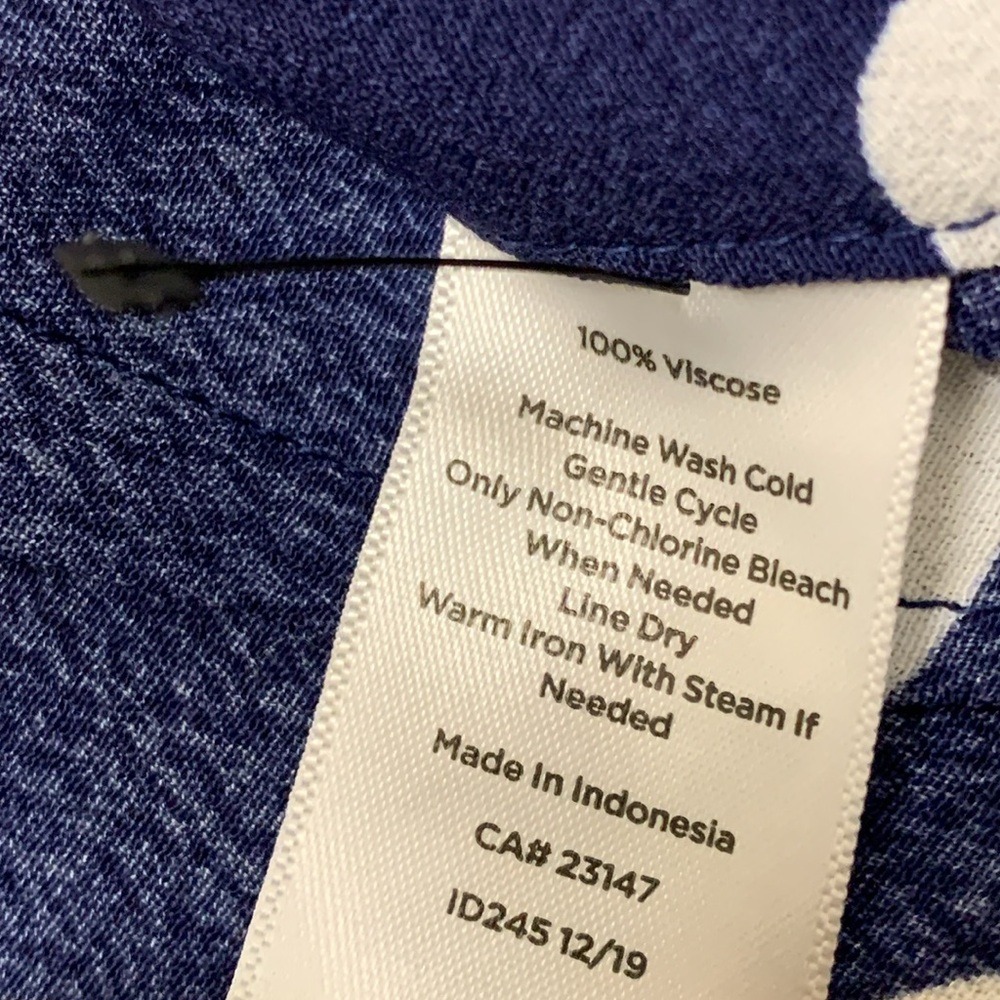 100% Viscose
Machine Wash Cold
Gentle Cycle
Only Non-Chlorine Bleach
When Needed
Line Dry
Warm Iron With Steam If
Needed
Made In Indonesia
CA# 23147
ID245 12/19